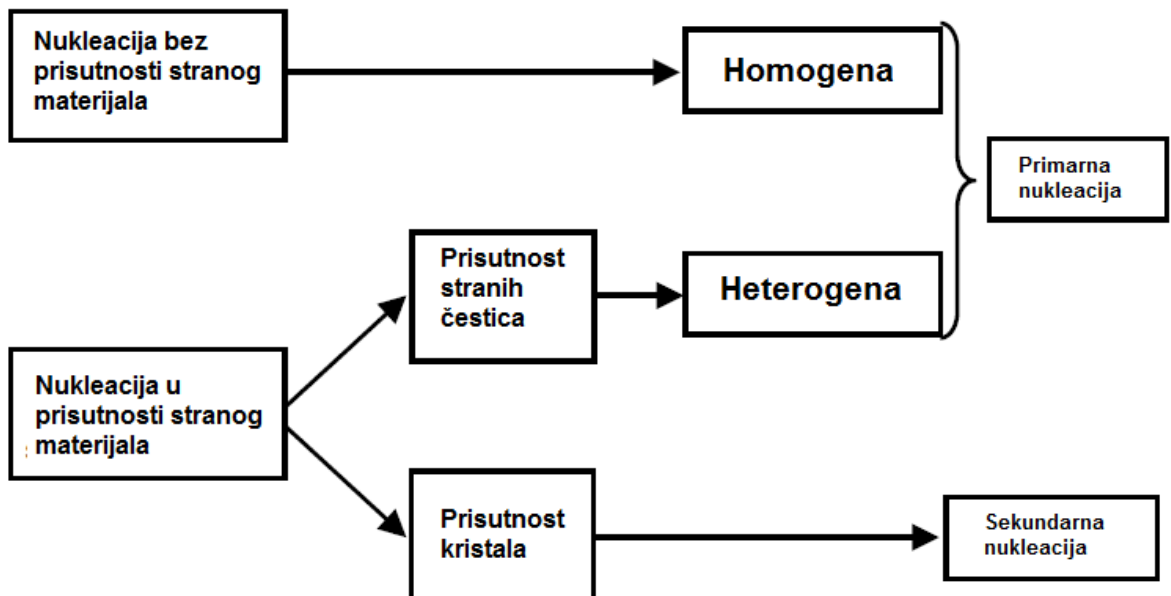 Nukleacija bez
prisutnosti stranog
materijala
Homogena
Primarna
nukleacija
Prisutnost
stranih
čestica
Heterogena
Nukleacija u
prisutnosti stranog
materijala
Prisutnost
kristala
Sekundarna
nukleacija